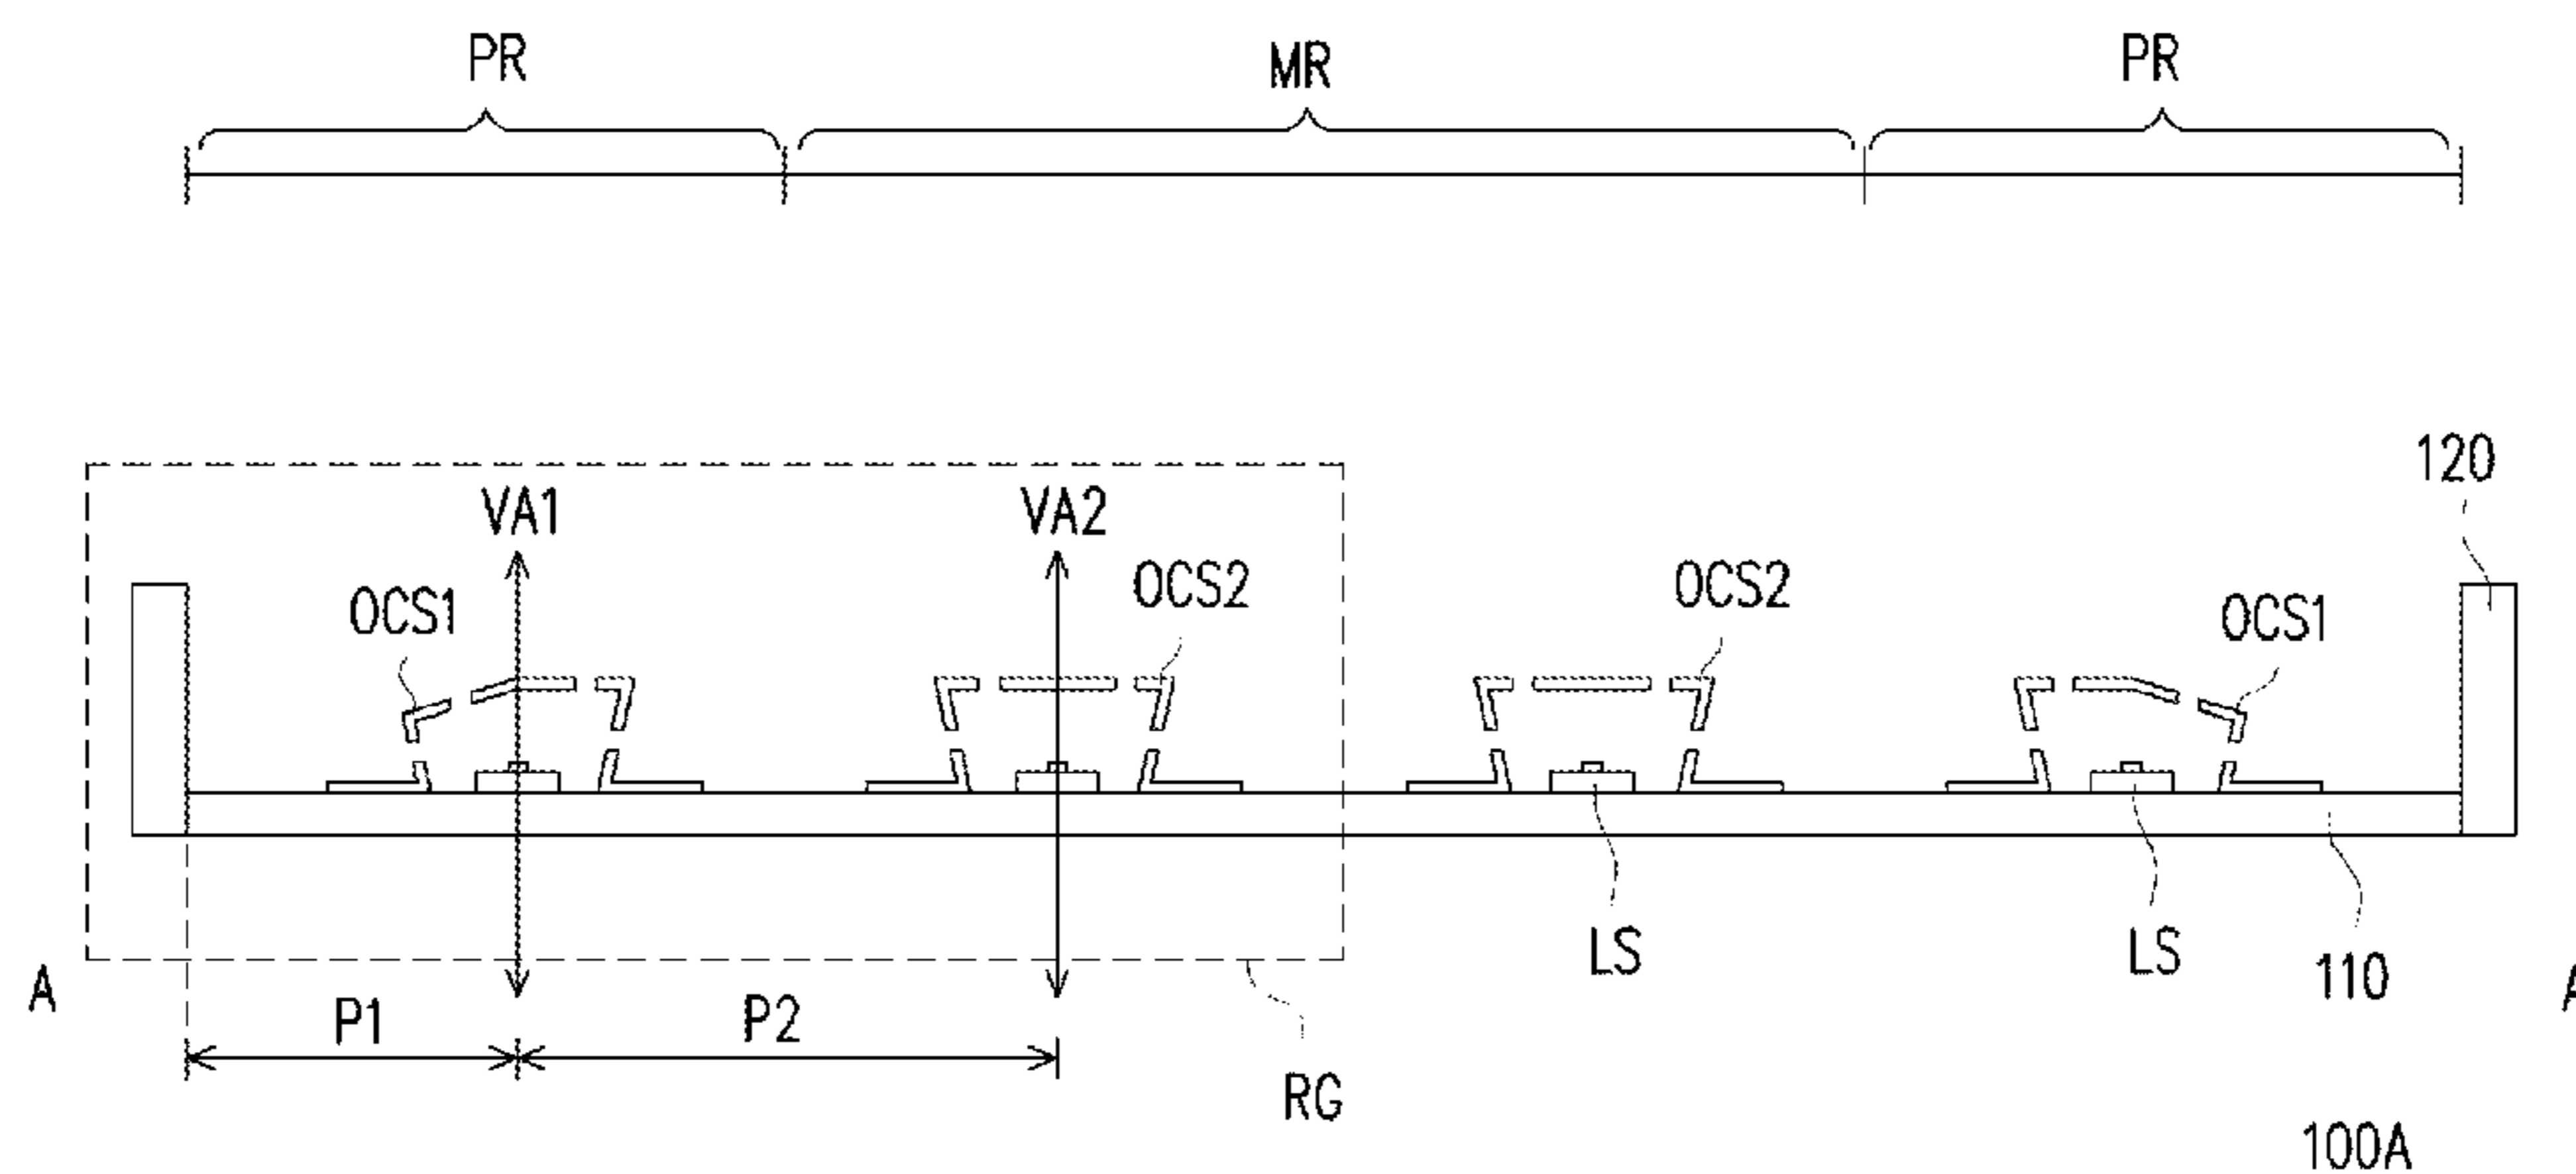 PR MR PR
120
VA1 VA2
OCS1 OCS2 OCS2 OCS1
A LS LS 110 A
P1 P2
RG
100A